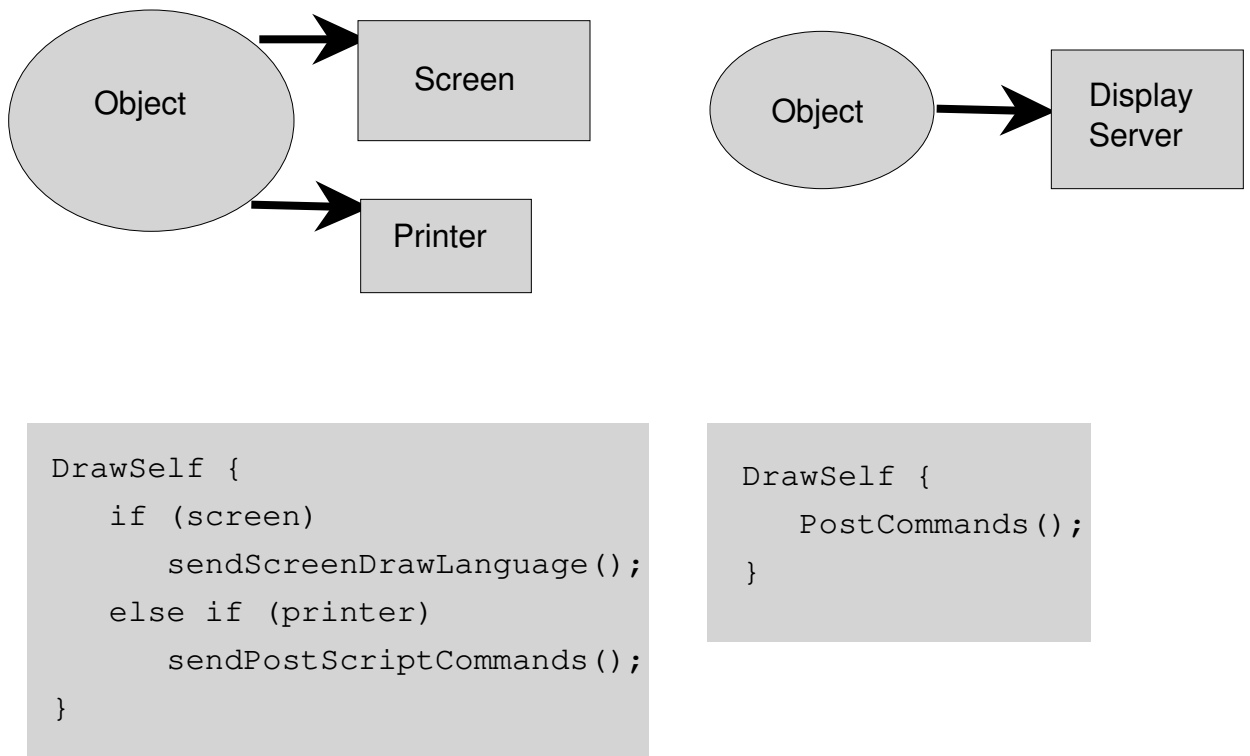 Object
Screen
Printer
Object
Display
Server
DrawSelf {
if (screen)
sendScreenDrawLanguage();
else if (printer)
sendPostScriptCommands();
}
DrawSelf {
PostCommands();
}